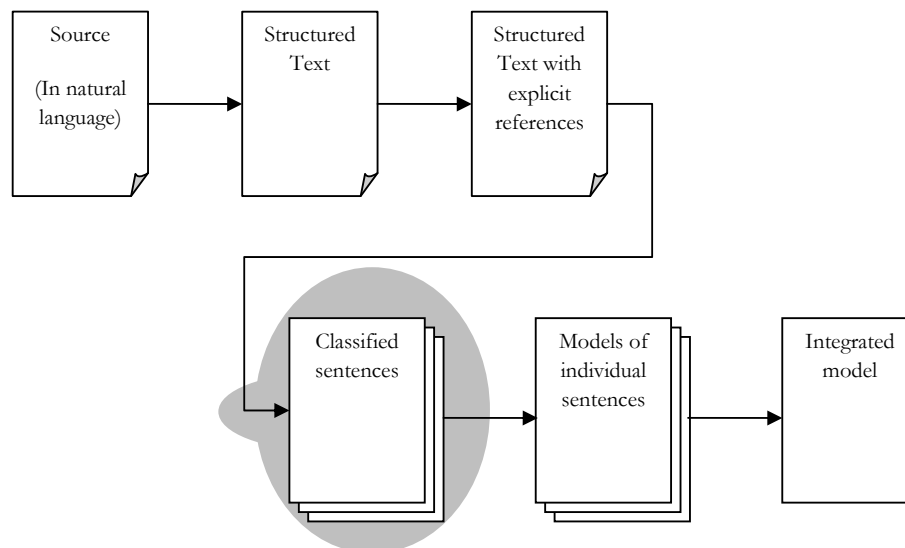 Source
(In natural
language)
Structured
Text
Structured
Text with
explicit
references
Classified
sentences
Models of
individual
sentences
Integrated
model